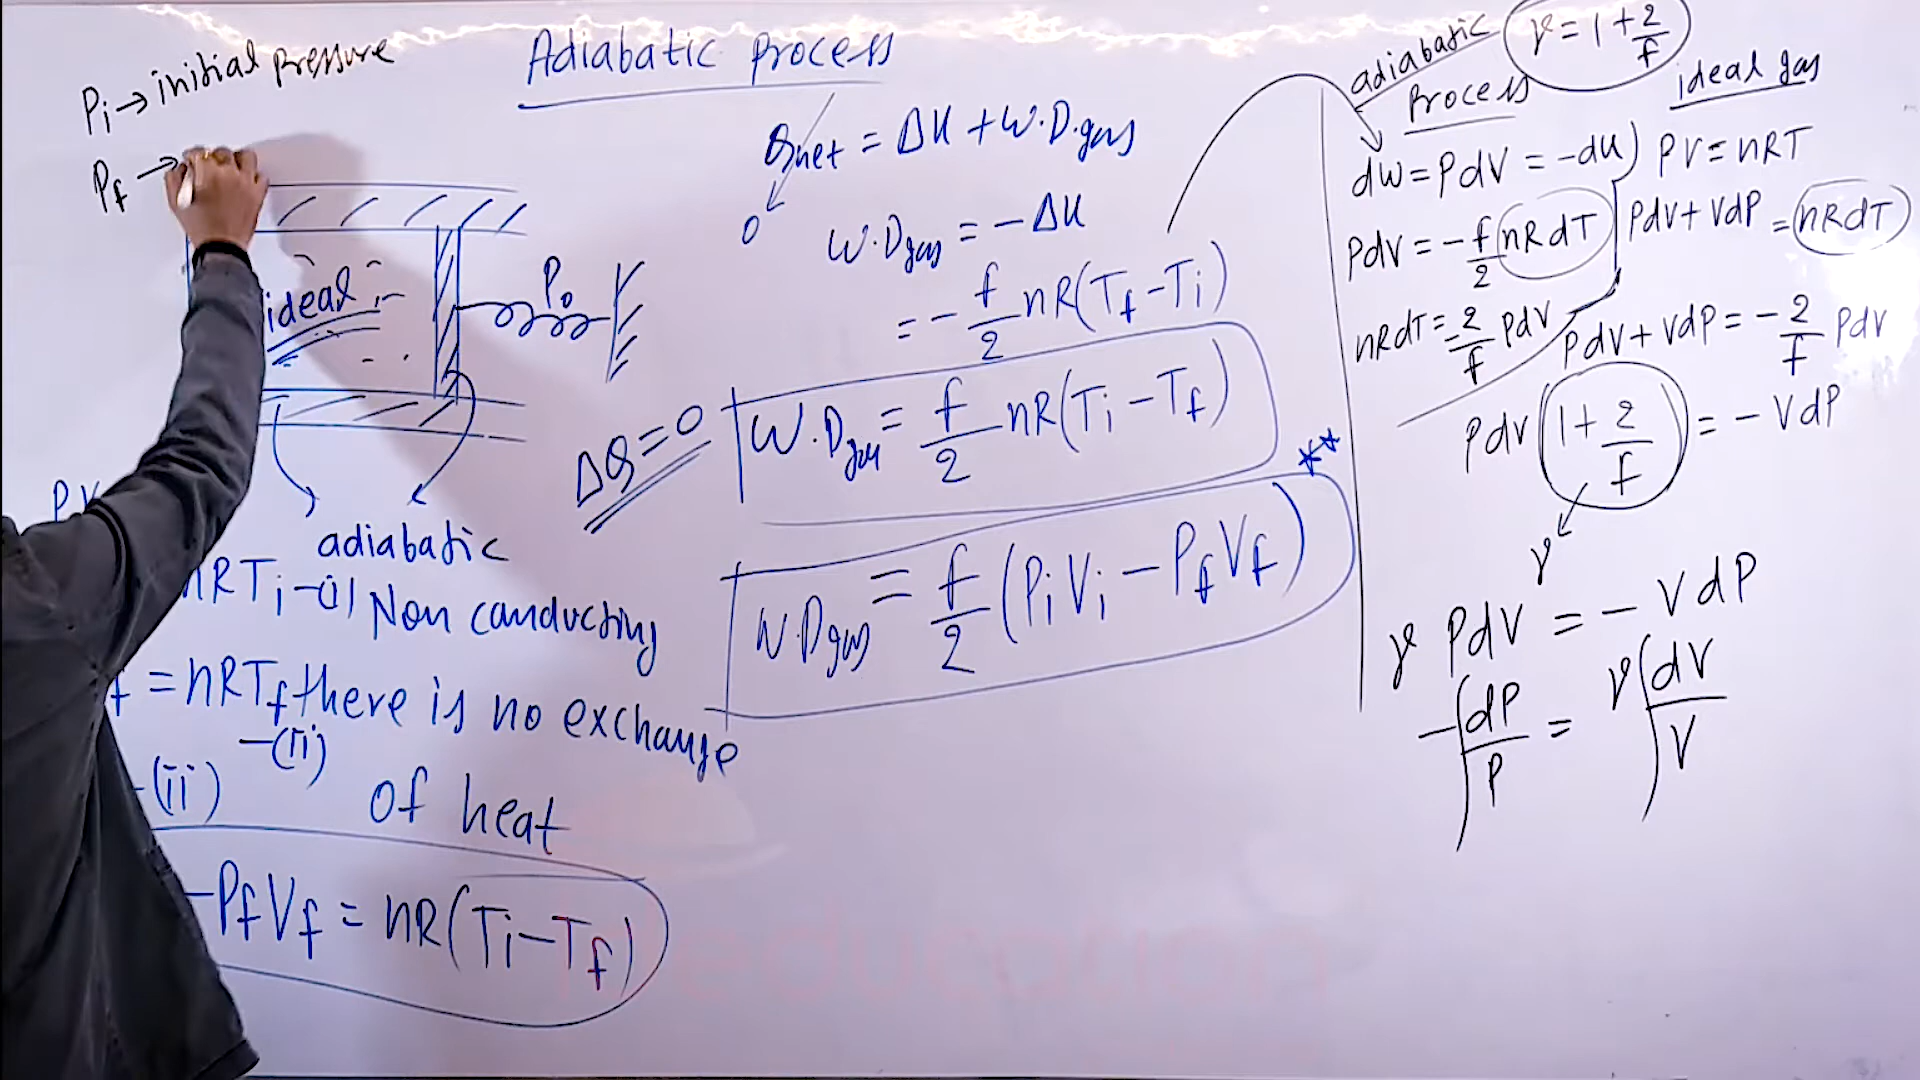 Pi → initial pressure
Pf →
Adiabatic process
Qnet = ΔU + W.D.gas
0
W.Dgas = - ΔU
= - f/2 nR(Tf - Ti)
W.Dgas = f/2 nR(Ti - Tf)
**
W.Dgas = f/2 (PiVi - PfVf)
ideal
P0
ΔQ = 0
adiabatic
PV
nRTi -(i)
Non conducting
f = nRTf
there is no exchange
-(ii)
-(ii)
of heat
-PfVf = nR(Ti - Tf)
adiabatic
process
γ = 1 + 2/f
ideal gas
dW = PdV = -dU)
PV = nRT
PdV = - f/2 nRdT
PdV + VdP = nRdT
nRdT = 2/f PdV
PdV + VdP = - 2/f PdV
PdV (1 + 2/f) = - VdP
γ
γ PdV = - VdP
-∫dP/P = γ∫dV/V